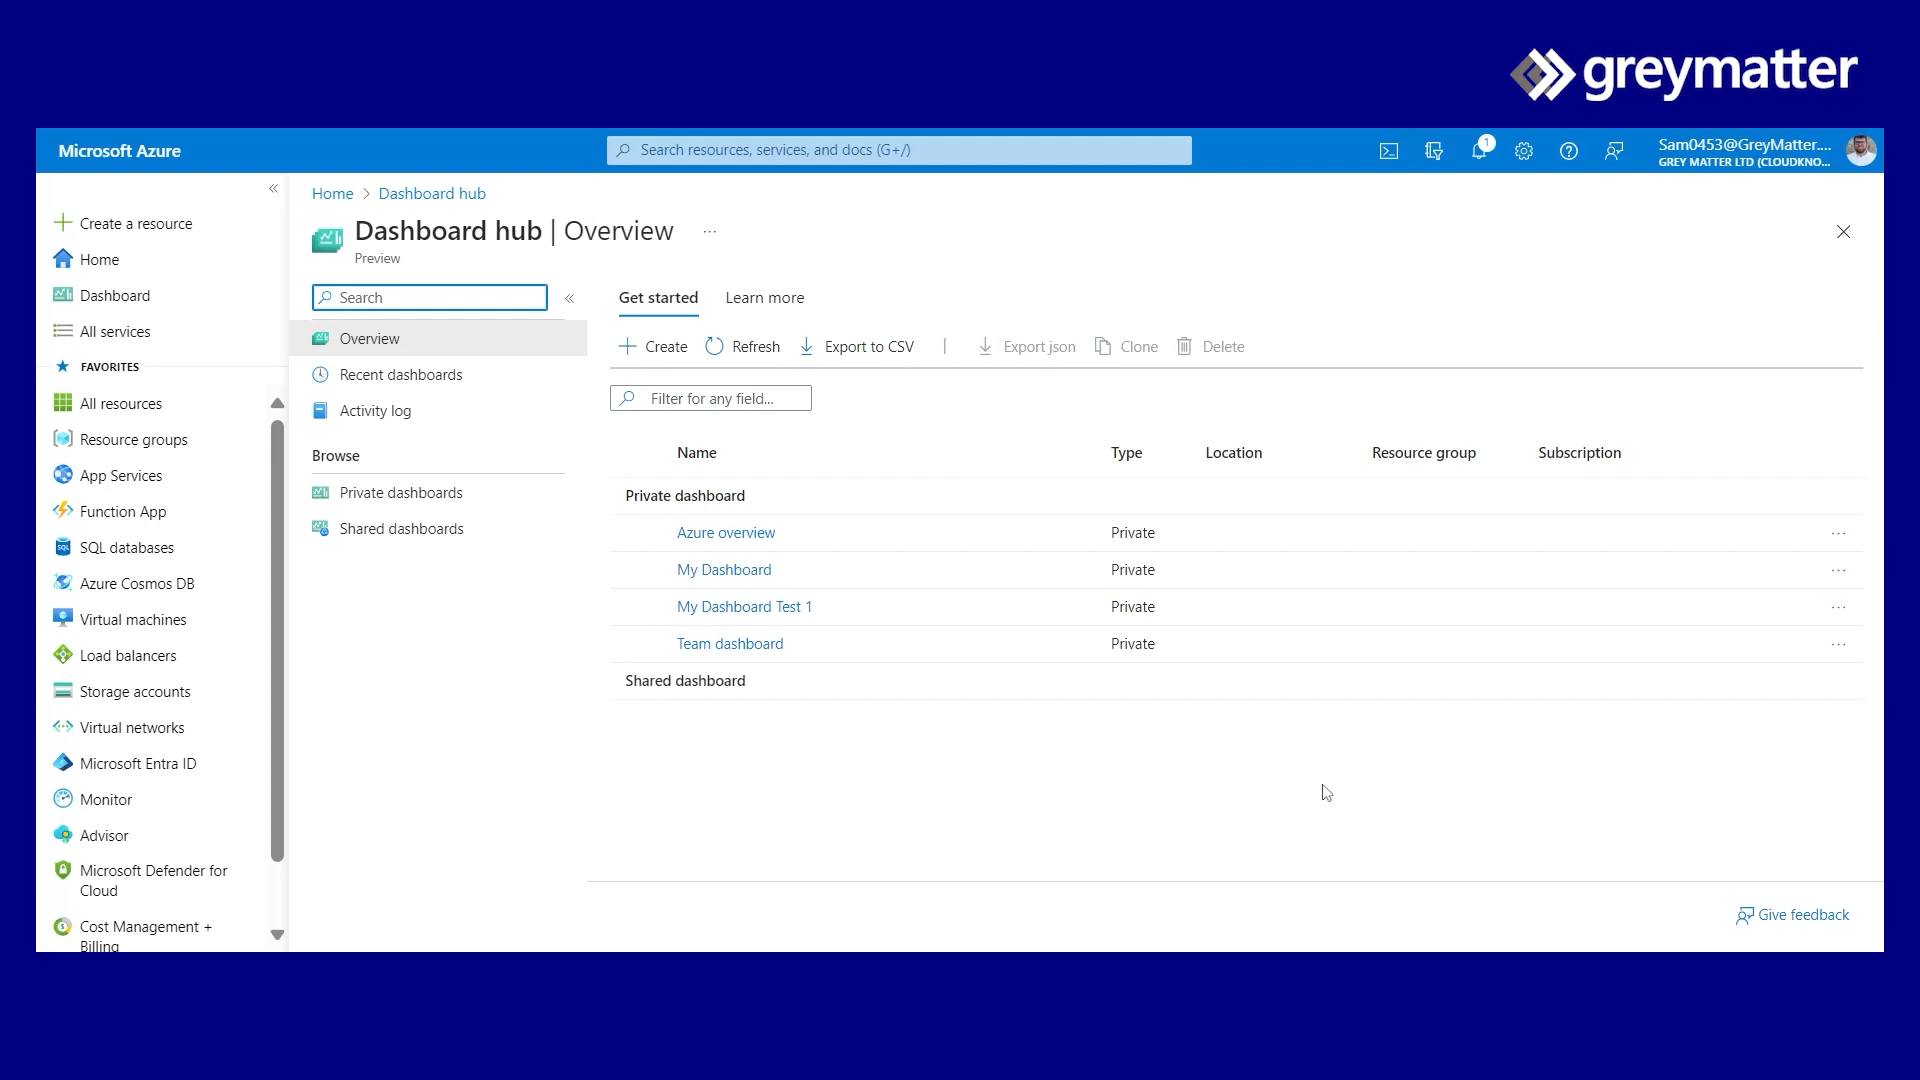 greymatter
Microsoft Azure
Search resources, services, and docs (G+/)
1
Sam0453@GreyMatter....
GREY MATTER LTD (CLOUDKNO...
Create a resource
Home
Dashboard
All services
FAVORITES
All resources
Resource groups
App Services
Function App
SQL databases
Azure Cosmos DB
Virtual machines
Load balancers
Storage accounts
Virtual networks
Microsoft Entra ID
Monitor
Advisor
Microsoft Defender for
Cloud
Cost Management +
Billing
Home > Dashboard hub
Dashboard hub | Overview ...
Preview
Search
Overview
Recent dashboards
Activity log
Browse
Private dashboards
Shared dashboards
Get started Learn more
Create Refresh Export to CSV | Export json Clone Delete
Filter for any field...
Name Type Location Resource group Subscription
Private dashboard
Azure overview Private ...
My Dashboard Private ...
My Dashboard Test 1 Private ...
Team dashboard Private ...
Shared dashboard
Give feedback